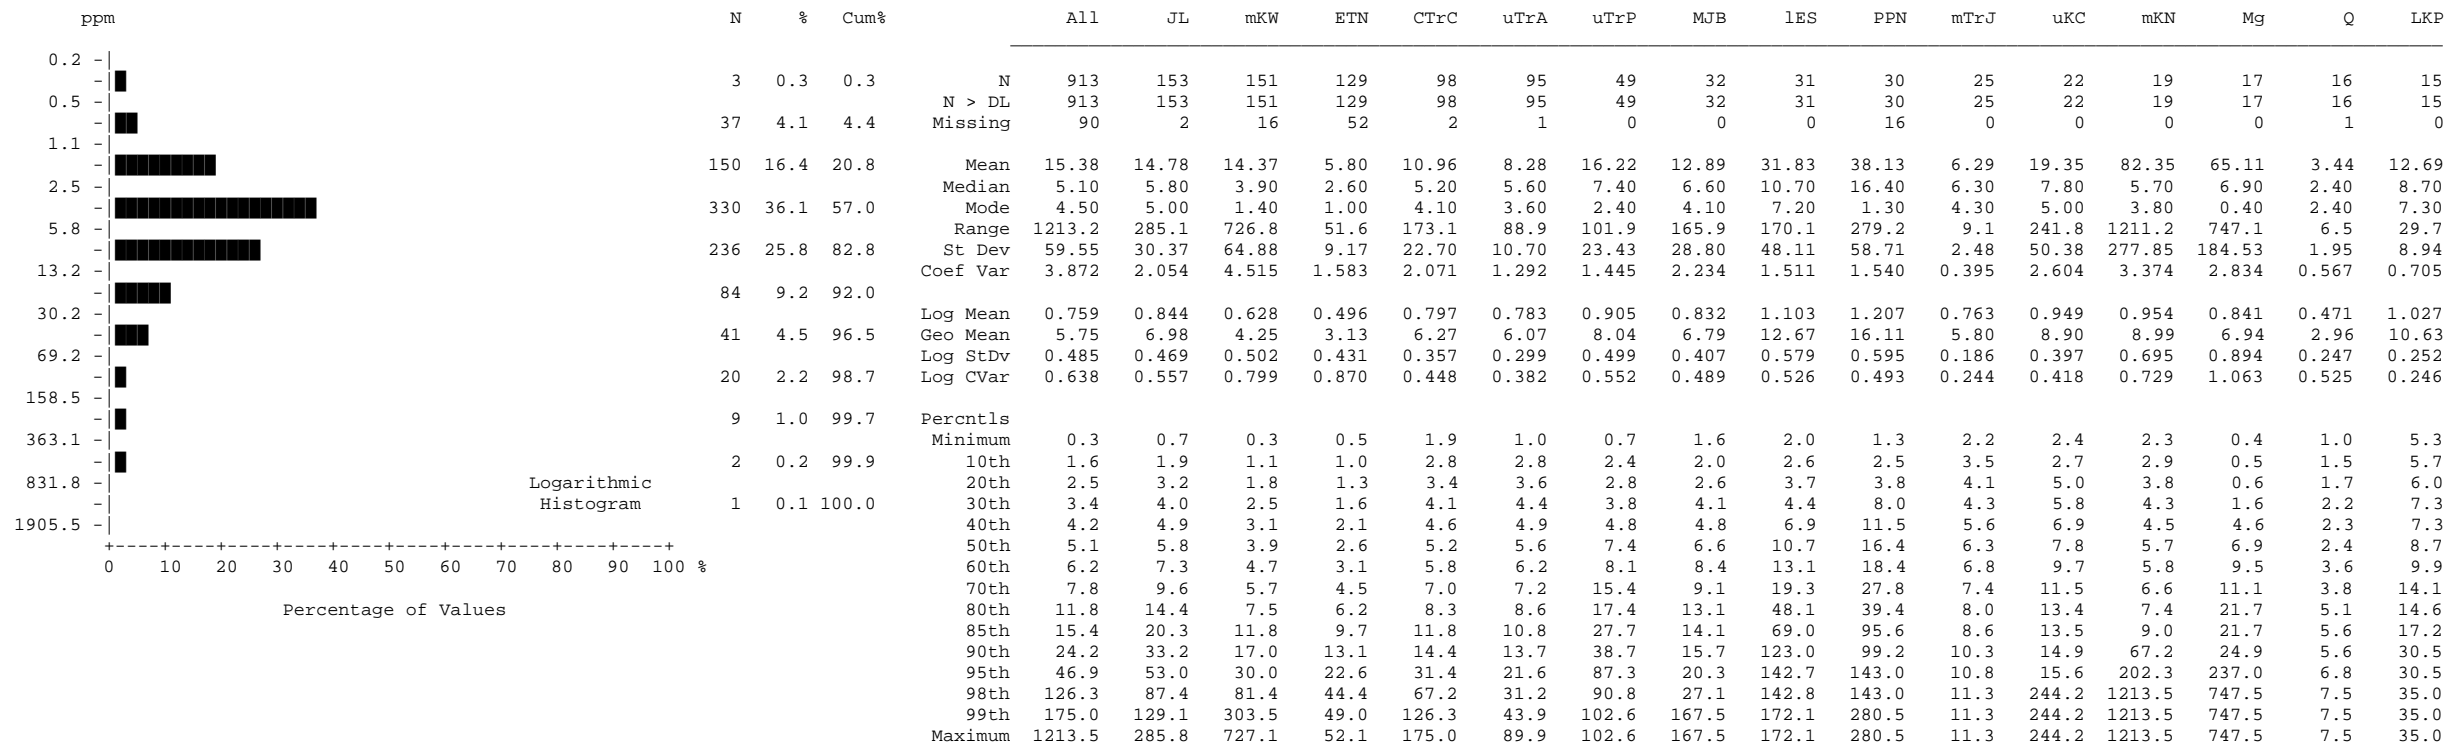 ppm N % Cum% All JL mKW ETN CTrC uTrA uTrP MJB lES PPN mTrJ uKC mKN Mg Q LKP
0.2
3 0.3 0.3 N 913 153 151 129 98 95 49 32 31 30 25 22 19 17 16 15
0.5 N > DL 913 153 151 129 98 95 49 32 31 30 25 22 19 17 16 15
37 4.1 4.4 Missing 90 2 16 52 2 1 0 0 0 16 0 0 0 0 1 0
1.1
150 16.4 20.8 Mean 15.38 14.78 14.37 5.80 10.96 8.28 16.22 12.89 31.83 38.13 6.29 19.35 82.35 65.11 3.44 12.69
2.5 Median 5.10 5.80 3.90 2.60 5.20 5.60 7.40 6.60 10.70 16.40 6.30 7.80 5.70 6.90 2.40 8.70
330 36.1 57.0 Mode 4.50 5.00 1.40 1.00 4.10 3.60 2.40 4.10 7.20 1.30 4.30 5.00 3.80 0.40 2.40 7.30
5.8 Range 1213.2 285.1 726.8 51.6 173.1 88.9 101.9 165.9 170.1 279.2 9.1 241.8 1211.2 747.1 6.5 29.7
236 25.8 82.8 St Dev 59.55 30.37 64.88 9.17 22.70 10.70 23.43 28.80 48.11 58.71 2.48 50.38 277.85 184.53 1.95 8.94
13.2 Coef Var 3.872 2.054 4.515 1.583 2.071 1.292 1.445 2.234 1.511 1.540 0.395 2.604 3.374 2.834 0.567 0.705
84 9.2 92.0
30.2 Log Mean 0.759 0.844 0.628 0.496 0.797 0.783 0.905 0.832 1.103 1.207 0.763 0.949 0.954 0.841 0.471 1.027
41 4.5 96.5 Geo Mean 5.75 6.98 4.25 3.13 6.27 6.07 8.04 6.79 12.67 16.11 5.80 8.90 8.99 6.94 2.96 10.63
69.2 Log StDv 0.485 0.469 0.502 0.431 0.357 0.299 0.499 0.407 0.579 0.595 0.186 0.397 0.695 0.894 0.247 0.252
20 2.2 98.7 Log CVar 0.638 0.557 0.799 0.870 0.448 0.382 0.552 0.489 0.526 0.493 0.244 0.418 0.729 1.063 0.525 0.246
158.5
9 1.0 99.7 Percntls
363.1 Minimum 0.3 0.7 0.3 0.5 1.9 1.0 0.7 1.6 2.0 1.3 2.2 2.4 2.3 0.4 1.0 5.3
2 0.2 99.9 10th 1.6 1.9 1.1 1.0 2.8 2.8 2.4 2.0 2.6 2.5 3.5 2.7 2.9 0.5 1.5 5.7
831.8 Logarithmic 20th 2.5 3.2 1.8 1.3 3.4 3.6 2.8 2.6 3.7 3.8 4.1 5.0 3.8 0.6 1.7 6.0
Histogram 1 0.1 100.0 30th 3.4 4.0 2.5 1.6 4.1 4.4 3.8 4.1 4.4 8.0 4.3 5.8 4.3 1.6 2.2 7.3
1905.5 40th 4.2 4.9 3.1 2.1 4.6 4.9 4.8 4.8 6.9 11.5 5.6 6.9 4.5 4.6 2.3 7.3
50th 5.1 5.8 3.9 2.6 5.2 5.6 7.4 6.6 10.7 16.4 6.3 7.8 5.7 6.9 2.4 8.7
0 10 20 30 40 50 60 70 80 90 100 % 60th 6.2 7.3 4.7 3.1 5.8 6.2 8.1 8.4 13.1 18.4 6.8 9.7 5.8 9.5 3.6 9.9
70th 7.8 9.6 5.7 4.5 7.0 7.2 15.4 9.1 19.3 27.8 7.4 11.5 6.6 11.1 3.8 14.1
Percentage of Values 80th 11.8 14.4 7.5 6.2 8.3 8.6 17.4 13.1 48.1 39.4 8.0 13.4 7.4 21.7 5.1 14.6
85th 15.4 20.3 11.8 9.7 11.8 10.8 27.7 14.1 69.0 95.6 8.6 13.5 9.0 21.7 5.6 17.2
90th 24.2 33.2 17.0 13.1 14.4 13.7 38.7 15.7 123.0 99.2 10.3 14.9 67.2 24.9 5.6 30.5
95th 46.9 53.0 30.0 22.6 31.4 21.6 87.3 20.3 142.7 143.0 10.8 15.6 202.3 237.0 6.8 30.5
98th 126.3 87.4 81.4 44.4 67.2 31.2 90.8 27.1 142.8 143.0 11.3 244.2 1213.5 747.5 7.5 35.0
99th 175.0 129.1 303.5 49.0 126.3 43.9 102.6 167.5 172.1 280.5 11.3 244.2 1213.5 747.5 7.5 35.0
Maximum 1213.5 285.8 727.1 52.1 175.0 89.9 102.6 167.5 172.1 280.5 11.3 244.2 1213.5 747.5 7.5 35.0